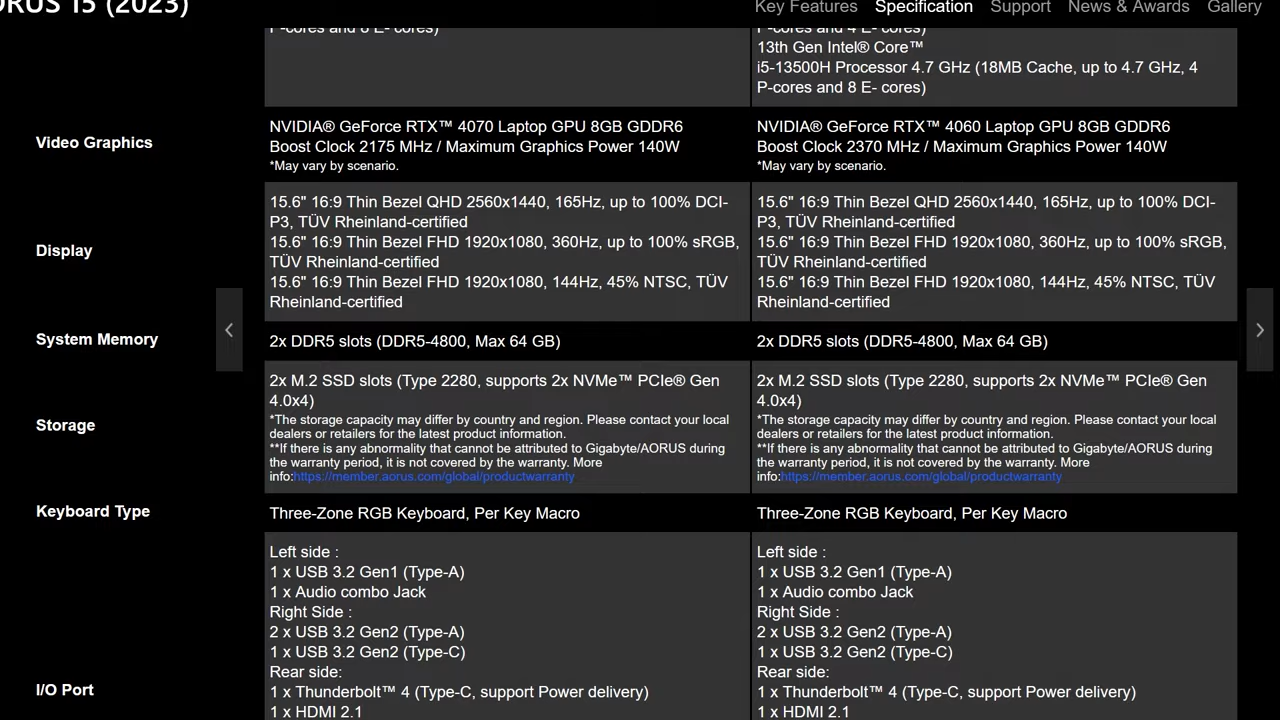 ORUS 15 (2023)
Key Features Specification Support News & Awards Gallery
P-cores and 8 E- cores)
P-cores and 4 E- cores)
13th Gen Intel® Core™
i5-13500H Processor 4.7 GHz (18MB Cache, up to 4.7 GHz, 4
P-cores and 8 E- cores)
Video Graphics
NVIDIA® GeForce RTX™ 4070 Laptop GPU 8GB GDDR6
Boost Clock 2175 MHz / Maximum Graphics Power 140W
*May vary by scenario.
NVIDIA® GeForce RTX™ 4060 Laptop GPU 8GB GDDR6
Boost Clock 2370 MHz / Maximum Graphics Power 140W
*May vary by scenario.
Display
15.6" 16:9 Thin Bezel QHD 2560x1440, 165Hz, up to 100% DCI-
P3, TÜV Rheinland-certified
15.6" 16:9 Thin Bezel FHD 1920x1080, 360Hz, up to 100% sRGB,
TÜV Rheinland-certified
15.6" 16:9 Thin Bezel FHD 1920x1080, 144Hz, 45% NTSC, TÜV
Rheinland-certified
15.6" 16:9 Thin Bezel QHD 2560x1440, 165Hz, up to 100% DCI-
P3, TÜV Rheinland-certified
15.6" 16:9 Thin Bezel FHD 1920x1080, 360Hz, up to 100% sRGB,
TÜV Rheinland-certified
15.6" 16:9 Thin Bezel FHD 1920x1080, 144Hz, 45% NTSC, TÜV
Rheinland-certified
System Memory
2x DDR5 slots (DDR5-4800, Max 64 GB)
2x DDR5 slots (DDR5-4800, Max 64 GB)
Storage
2x M.2 SSD slots (Type 2280, supports 2x NVMe™ PCIe® Gen
4.0x4)
*The storage capacity may differ by country and region. Please contact your local
dealers or retailers for the latest product information.
**If there is any abnormality that cannot be attributed to Gigabyte/AORUS during
the warranty period, it is not covered by the warranty. More
info:https://member.aorus.com/global/productwarranty
2x M.2 SSD slots (Type 2280, supports 2x NVMe™ PCIe® Gen
4.0x4)
*The storage capacity may differ by country and region. Please contact your local
dealers or retailers for the latest product information.
**If there is any abnormality that cannot be attributed to Gigabyte/AORUS during
the warranty period, it is not covered by the warranty. More
info:https://member.aorus.com/global/productwarranty
Keyboard Type
Three-Zone RGB Keyboard, Per Key Macro
Three-Zone RGB Keyboard, Per Key Macro
I/O Port
Left side :
1 x USB 3.2 Gen1 (Type-A)
1 x Audio combo Jack
Right Side :
2 x USB 3.2 Gen2 (Type-A)
1 x USB 3.2 Gen2 (Type-C)
Rear side:
1 x Thunderbolt™ 4 (Type-C, support Power delivery)
1 x HDMI 2.1
Left side :
1 x USB 3.2 Gen1 (Type-A)
1 x Audio combo Jack
Right Side :
2 x USB 3.2 Gen2 (Type-A)
1 x USB 3.2 Gen2 (Type-C)
Rear side:
1 x Thunderbolt™ 4 (Type-C, support Power delivery)
1 x HDMI 2.1